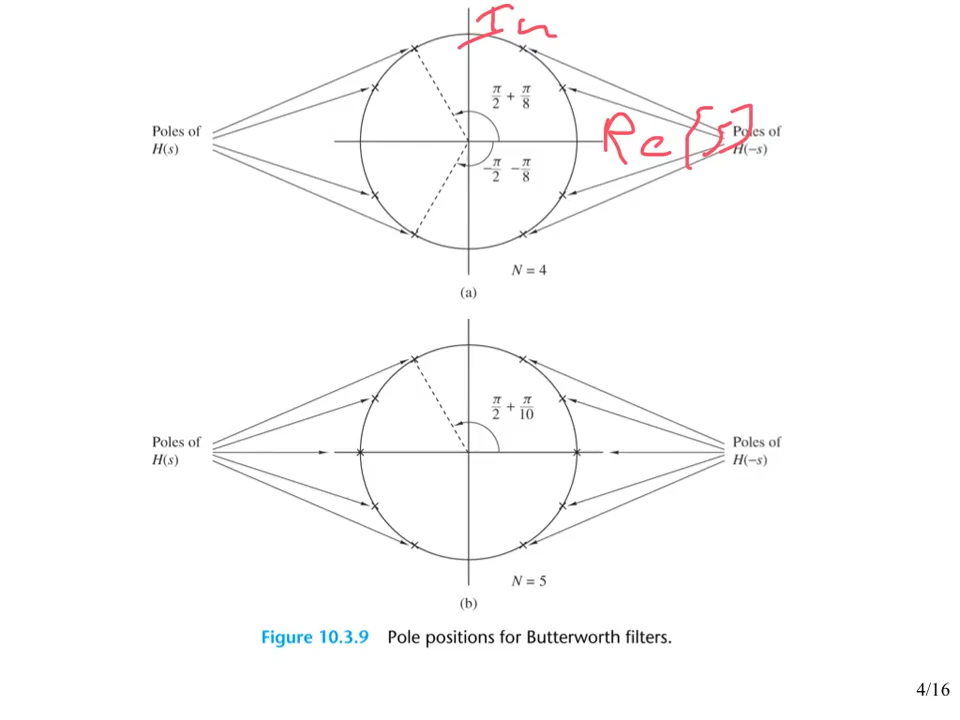 Im
π/2 + π/8
Re[s]
Poles of
H(s)
Poles of
H(−s)
−π/2 − π/8
N = 4
(a)
π/2 + π/10
Poles of
H(s)
Poles of
H(−s)
N = 5
(b)
Figure 10.3.9 Pole positions for Butterworth filters.
4/16